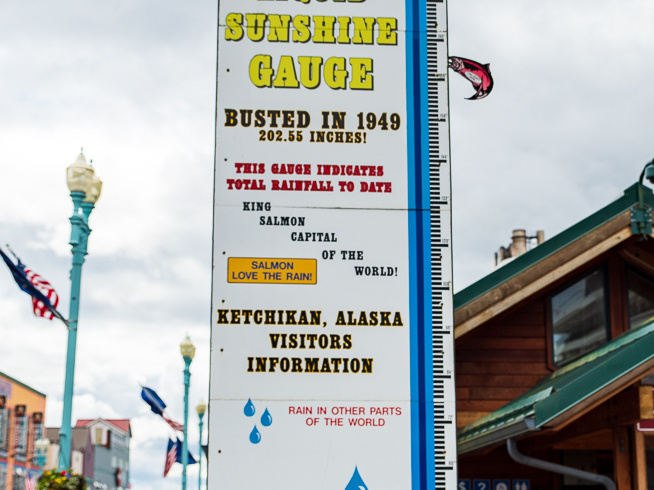 LIQUID
SUNSHINE
GAUGE
BUSTED IN 1949
202.55 INCHES!
THIS GAUGE INDICATES
TOTAL RAINFALL TO DATE
KING
SALMON
CAPITAL
OF THE
WORLD!
SALMON
LOVE THE RAIN!
KETCHIKAN, ALASKA
VISITORS
INFORMATION
RAIN IN OTHER PARTS
OF THE WORLD